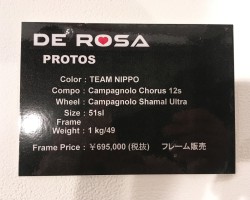 DE ROSA
PROTOS
Color : TEAM NIPPO
Compo : Campagnolo Chorus 12s
Wheel : Campagnolo Shamal Ultra
Size : 51sl
Frame
Weight : 1 kg/49
Frame Price : ￥695,000 (税抜) フレーム販売